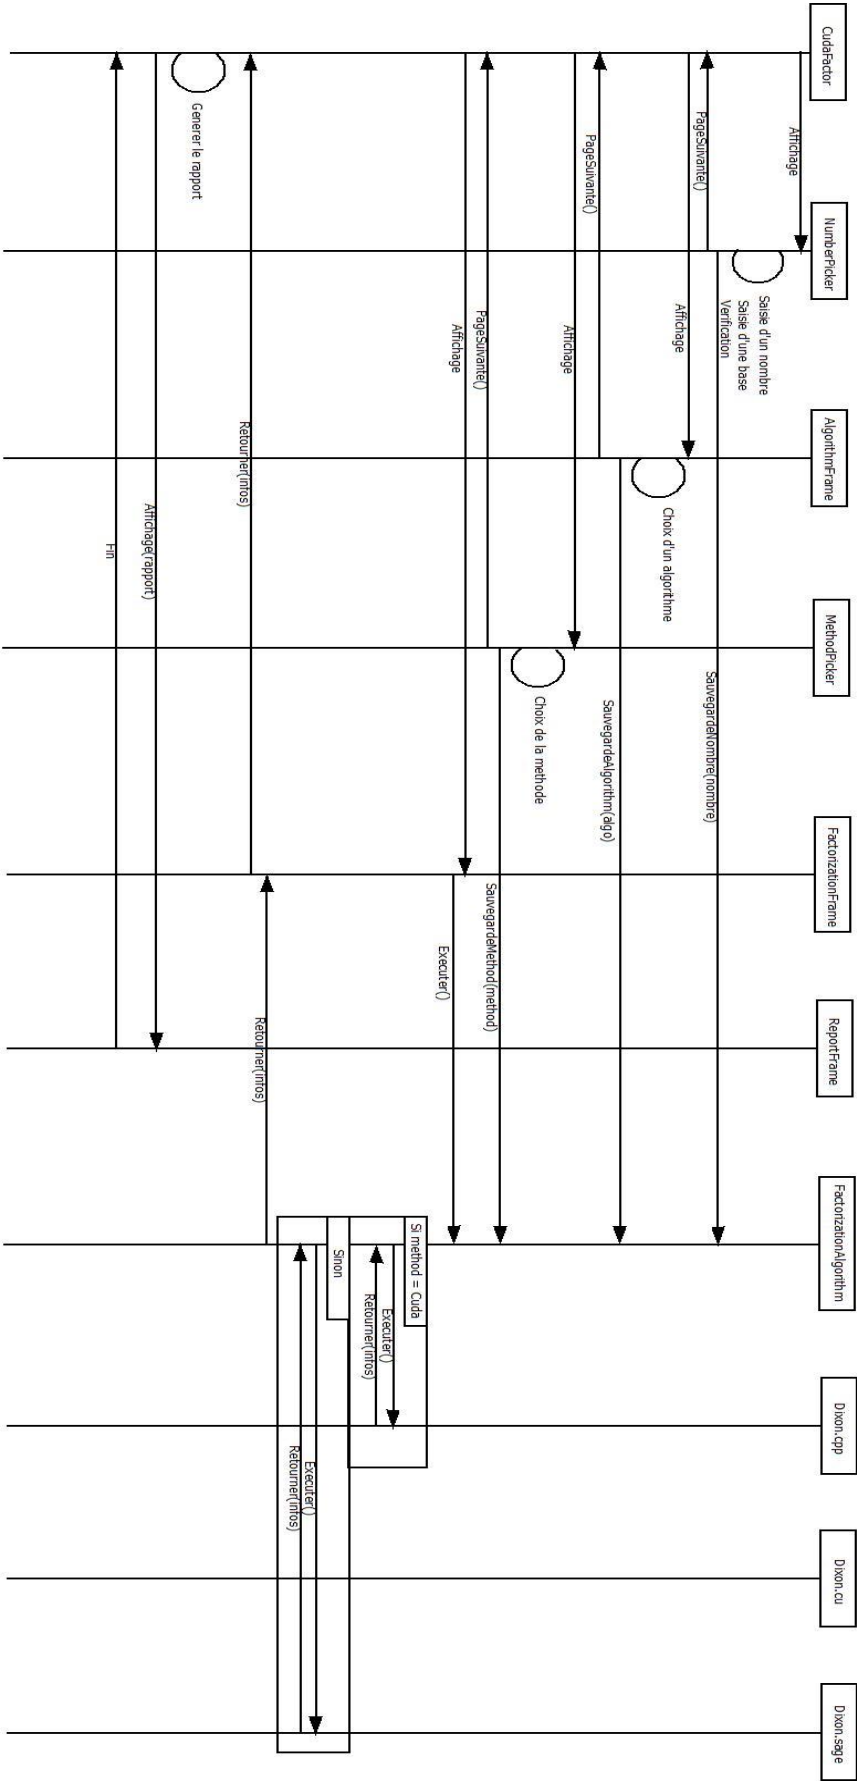 CudaFactor
NumberPicker
AlgorithmFrame
MethodPicker
FactorizationFrame
ReportFrame
FactorizationAlgorithm
Dixon.cpp
Dixon.cu
Dixon.sage
Affichage
Saisie d'un nombre
Saisie d'une base
Verification
SauvegardeNombre(nombre)
PageSuivante()
Affichage
Choix d'un algorithme
SauvegardeAlgorithm(algo)
PageSuivante()
Affichage
Choix de la methode
SauvegardeMethod(method)
PageSuivante()
Affichage
Executer()
Si method = Cuda
Executer()
Retourner(infos)
Sinon
Executer()
Retourner(infos)
Retourner(infos)
Retourner(infos)
Generer le rapport
Affichage(rapport)
Fin